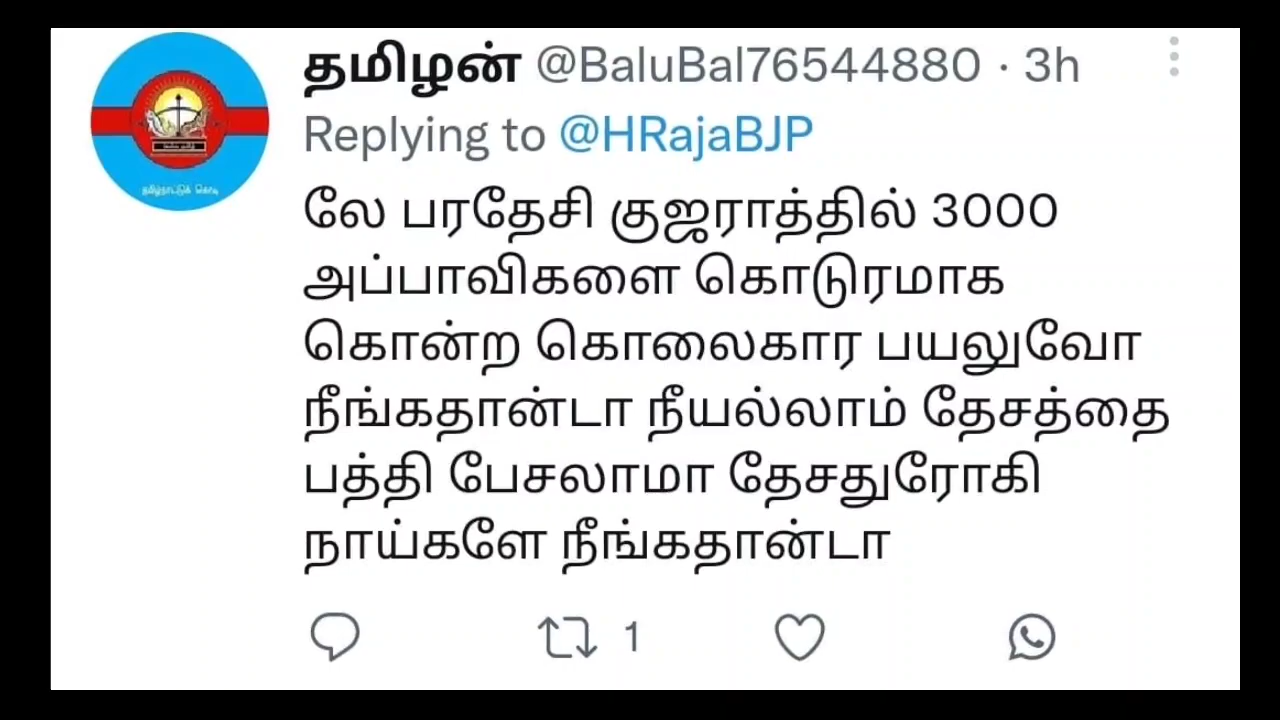 தமிழன் @BaluBal76544880 · 3h
Replying to @HRajaBJP
லே பரதேசி குஜராத்தில் 3000
அப்பாவிகளை கொடுரமாக
கொன்ற கொலைகார பயலுவோ
நீங்கதான்டா நீயல்லாம் தேசத்தை
பத்தி பேசலாமா தேசதுரோகி
நாய்களே நீங்கதான்டா
1
தமிழ்நாட்டுக் கொடி